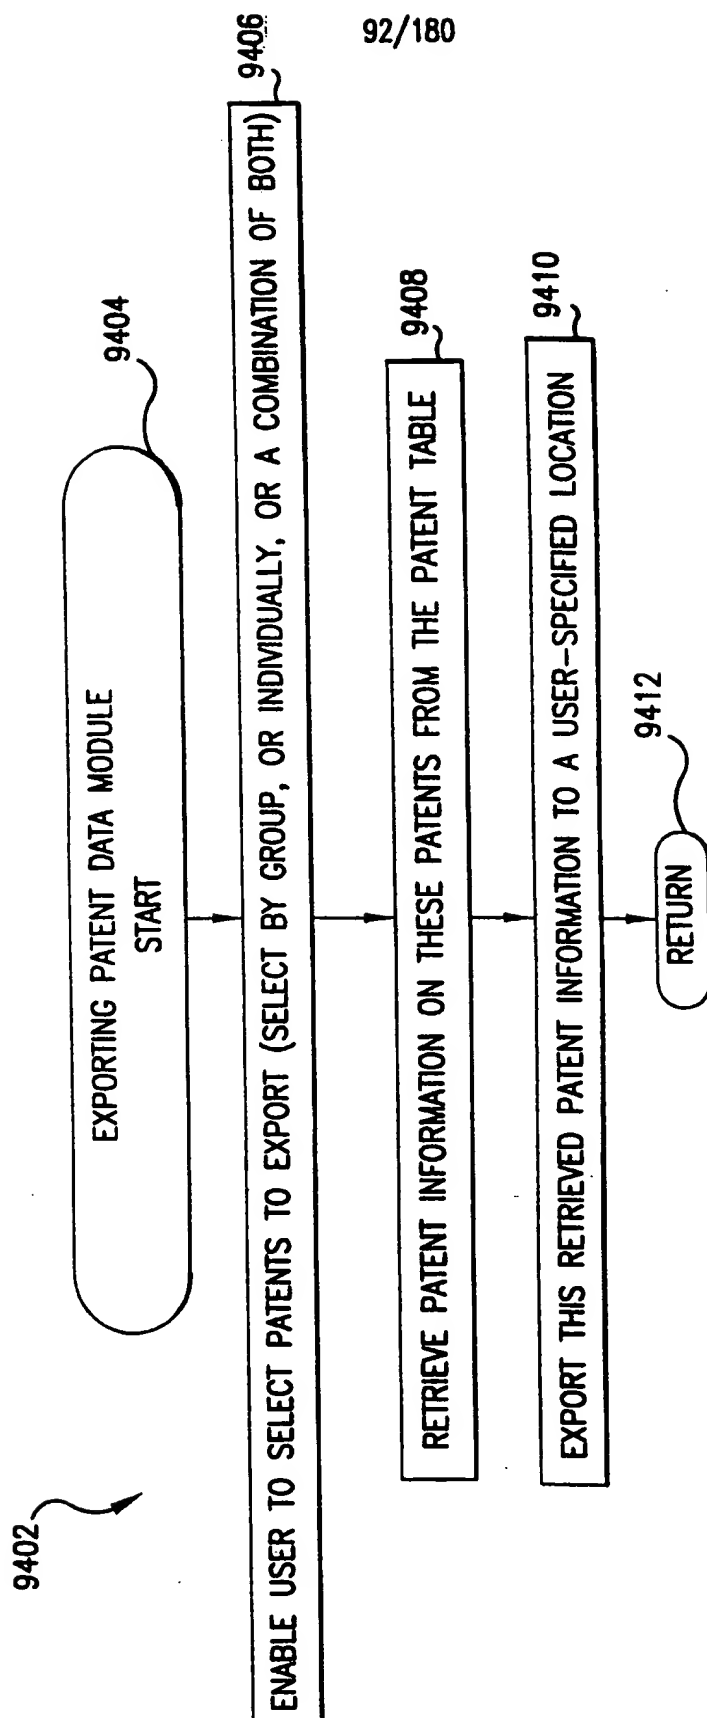 92/180
9402
EXPORTING PATENT DATA MODULE
START
9404
ENABLE USER TO SELECT PATENTS TO EXPORT (SELECT BY GROUP, OR INDIVIDUALLY, OR A COMBINATION OF BOTH)
9406
RETRIEVE PATENT INFORMATION ON THESE PATENTS FROM THE PATENT TABLE
9408
EXPORT THIS RETRIEVED PATENT INFORMATION TO A USER-SPECIFIED LOCATION
9410
RETURN
9412